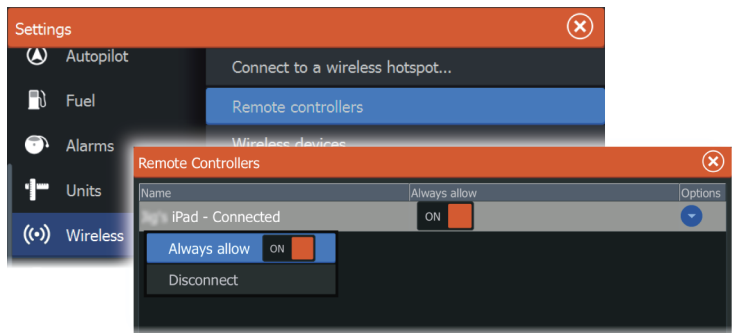 Settings
Autopilot
Connect to a wireless hotspot...
Fuel
Remote controllers
Alarms
Wireless devices
Remote Controllers
Units
Name Always allow Options
iPad - Connected ON
Wireless
Always allow ON
Disconnect